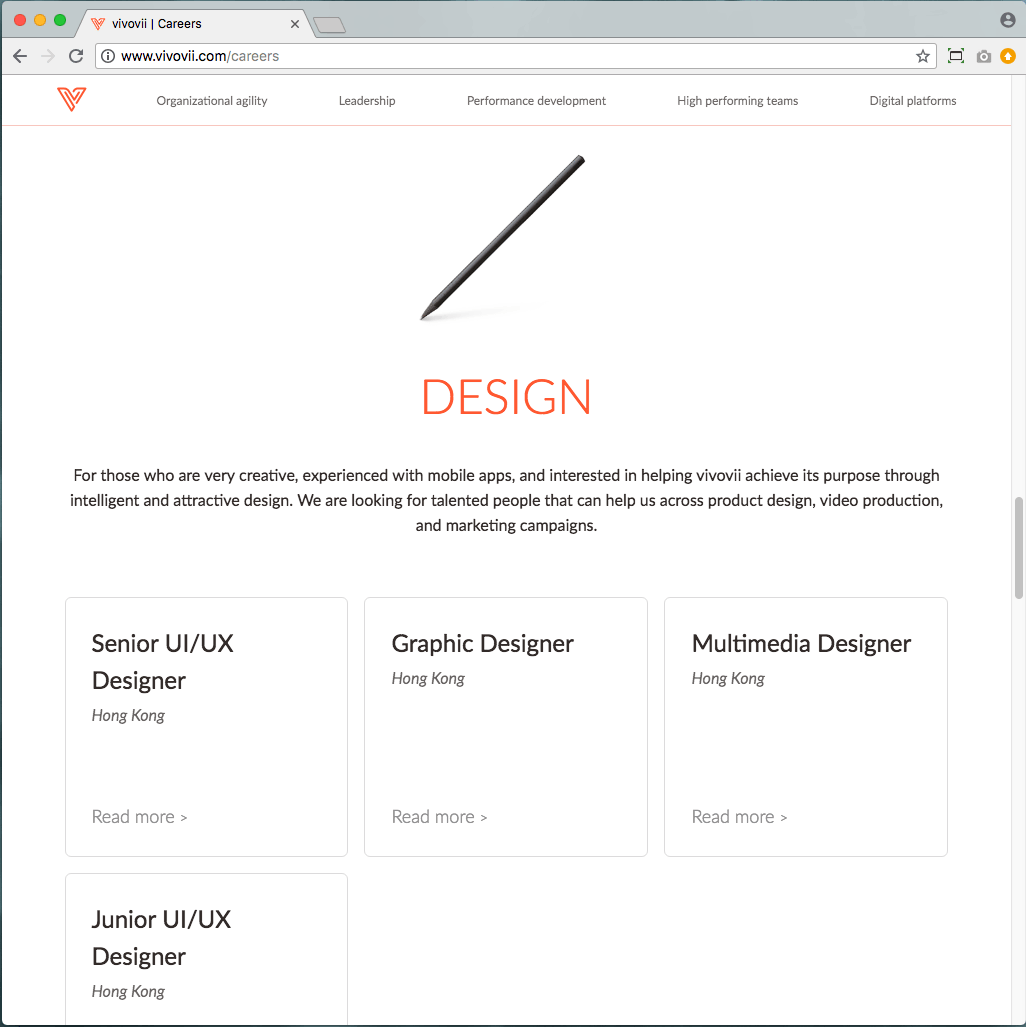 vivovii | Careers
www.vivovii.com/careers
Organizational agility
Leadership
Performance development
High performing teams
Digital platforms
DESIGN
For those who are very creative, experienced with mobile apps, and interested in helping vivovii achieve its purpose through
intelligent and attractive design. We are looking for talented people that can help us across product design, video production,
and marketing campaigns.
Senior UI/UX
Designer
Hong Kong
Read more >
Graphic Designer
Hong Kong
Read more >
Multimedia Designer
Hong Kong
Read more >
Junior UI/UX
Designer
Hong Kong